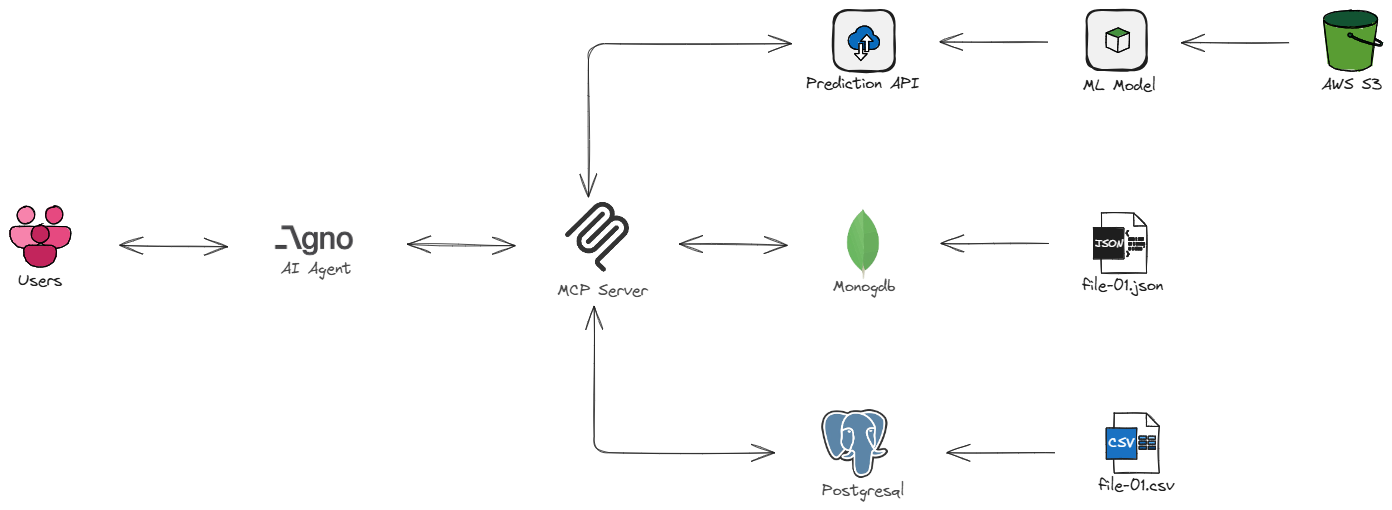 Prediction API
ML Model
AWS S3
Users
Agno
AI Agent
MCP Server
Monogdb
JSON
file-01.json
Postgresql
CSV
file-01.csv